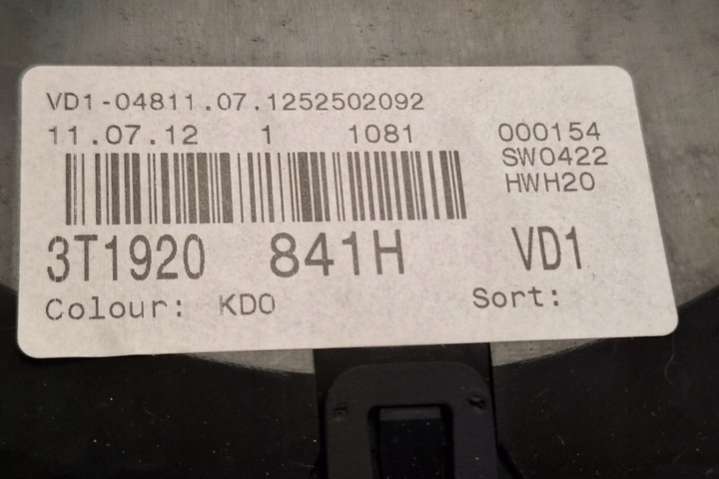 VD1-04811.07.1252502092
11.07.12 1 1081 000154
SW0422
HWH20
3T1920 841H VD1
Colour: KD0 Sort: